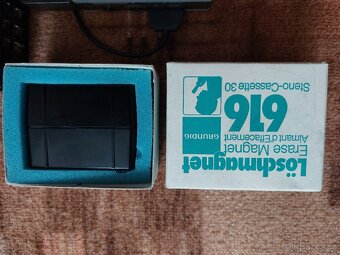 Löschmagnet
Erase Magnet
Aimant d'Effacement
616
Steno-Cassette 30
GRUNDIG